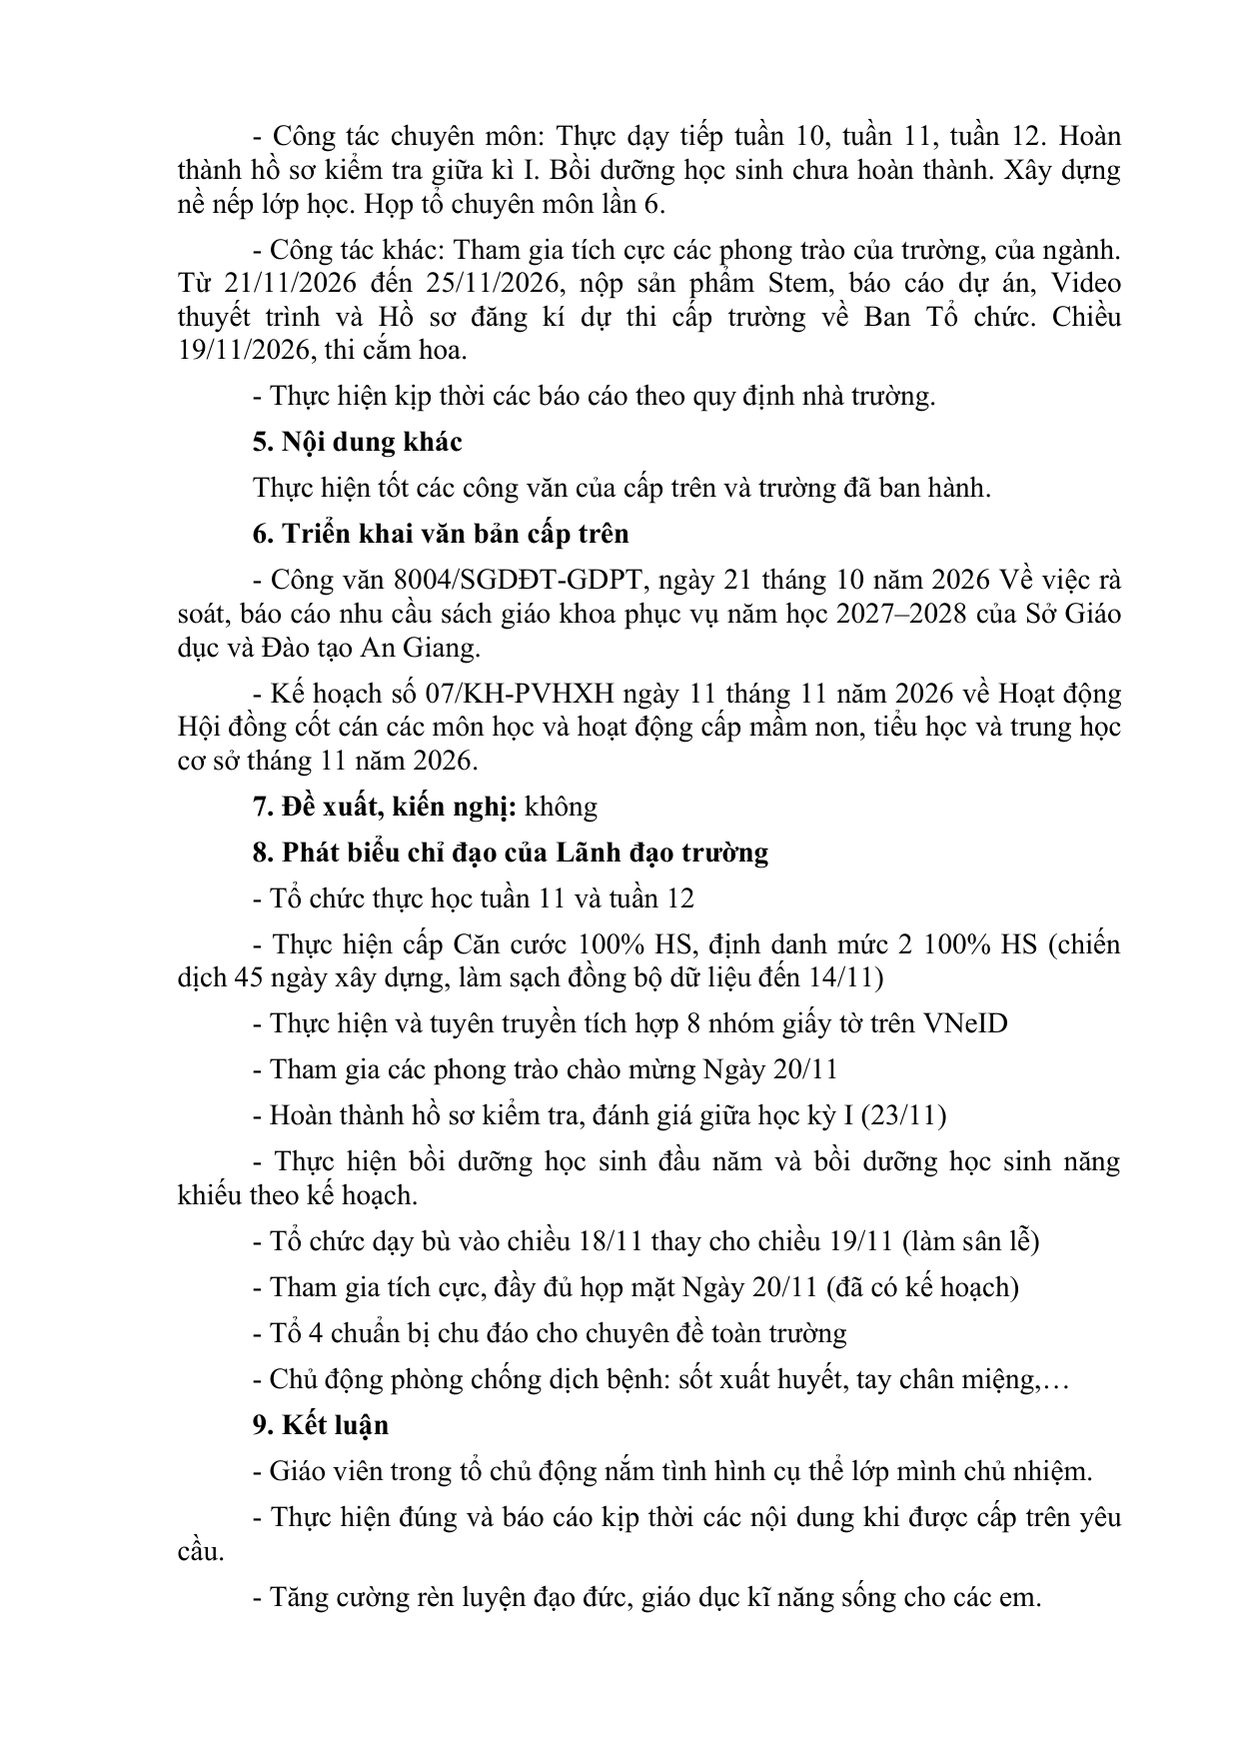 - Công tác chuyên môn: Thực dạy tiếp tuần 10, tuần 11, tuần 12. Hoàn
thành hồ sơ kiểm tra giữa kì I. Bồi dưỡng học sinh chưa hoàn thành. Xây dựng
nề nếp lớp học. Họp tổ chuyên môn lần 6.
- Công tác khác: Tham gia tích cực các phong trào của trường, của ngành.
Từ 21/11/2026 đến 25/11/2026, nộp sản phẩm Stem, báo cáo dự án, Video
thuyết trình và Hồ sơ đăng kí dự thi cấp trường về Ban Tổ chức. Chiều
19/11/2026, thi cắm hoa.
- Thực hiện kịp thời các báo cáo theo quy định nhà trường.
5. Nội dung khác
Thực hiện tốt các công văn của cấp trên và trường đã ban hành.
6. Triển khai văn bản cấp trên
- Công văn 8004/SGDĐT-GDPT, ngày 21 tháng 10 năm 2026 Về việc rà
soát, báo cáo nhu cầu sách giáo khoa phục vụ năm học 2027–2028 của Sở Giáo
dục và Đào tạo An Giang.
- Kế hoạch số 07/KH-PVHXH ngày 11 tháng 11 năm 2026 về Hoạt động
Hội đồng cốt cán các môn học và hoạt động cấp mầm non, tiểu học và trung học
cơ sở tháng 11 năm 2026.
7. Đề xuất, kiến nghị: không
8. Phát biểu chỉ đạo của Lãnh đạo trường
- Tổ chức thực học tuần 11 và tuần 12
- Thực hiện cấp Căn cước 100% HS, định danh mức 2 100% HS (chiến
dịch 45 ngày xây dựng, làm sạch đồng bộ dữ liệu đến 14/11)
- Thực hiện và tuyên truyền tích hợp 8 nhóm giấy tờ trên VNeID
- Tham gia các phong trào chào mừng Ngày 20/11
- Hoàn thành hồ sơ kiểm tra, đánh giá giữa học kỳ I (23/11)
- Thực hiện bồi dưỡng học sinh đầu năm và bồi dưỡng học sinh năng
khiếu theo kế hoạch.
- Tổ chức dạy bù vào chiều 18/11 thay cho chiều 19/11 (làm sân lễ)
- Tham gia tích cực, đầy đủ họp mặt Ngày 20/11 (đã có kế hoạch)
- Tổ 4 chuẩn bị chu đáo cho chuyên đề toàn trường
- Chủ động phòng chống dịch bệnh: sốt xuất huyết, tay chân miệng,…
9. Kết luận
- Giáo viên trong tổ chủ động nắm tình hình cụ thể lớp mình chủ nhiệm.
- Thực hiện đúng và báo cáo kịp thời các nội dung khi được cấp trên yêu
cầu.
- Tăng cường rèn luyện đạo đức, giáo dục kĩ năng sống cho các em.